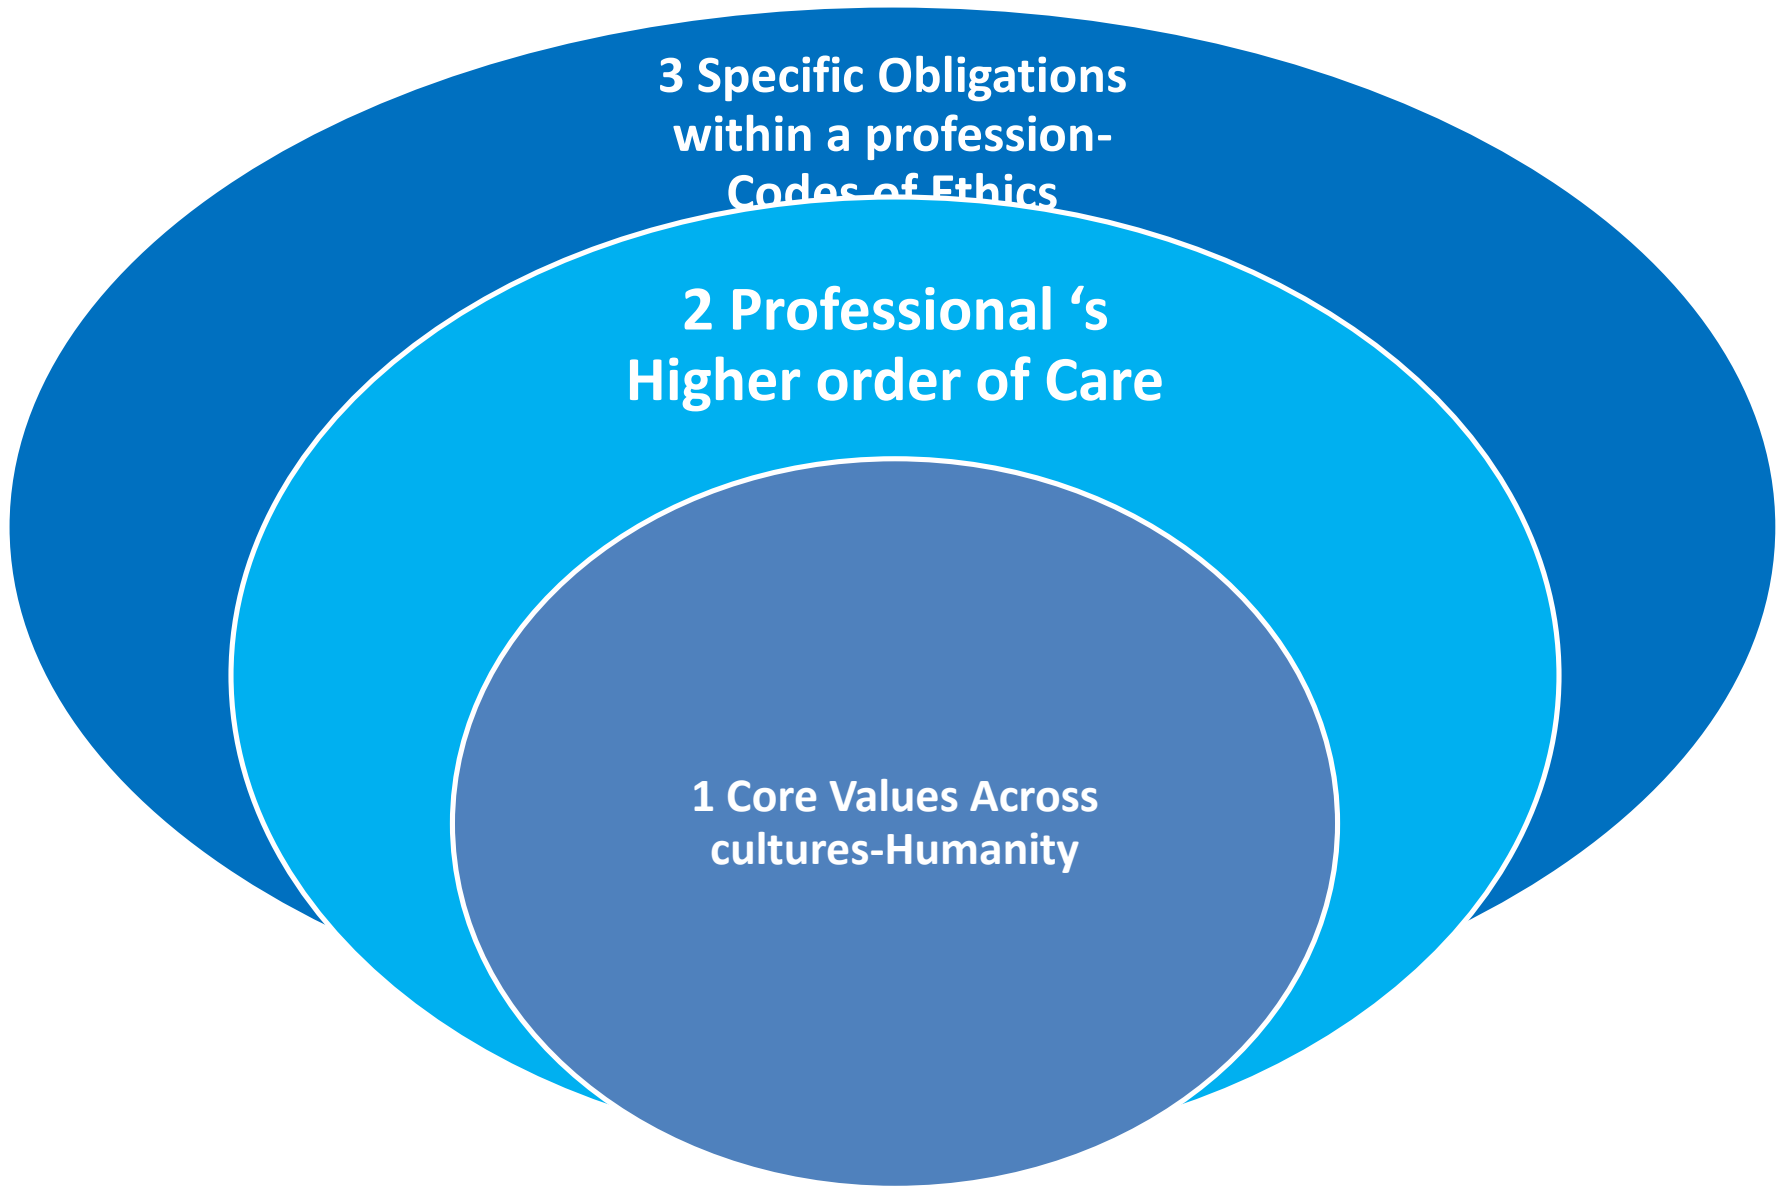 3 Specific Obligations
within a profession-
Codes of Ethics
2 Professional ‘s
Higher order of Care
1 Core Values Across
cultures-Humanity